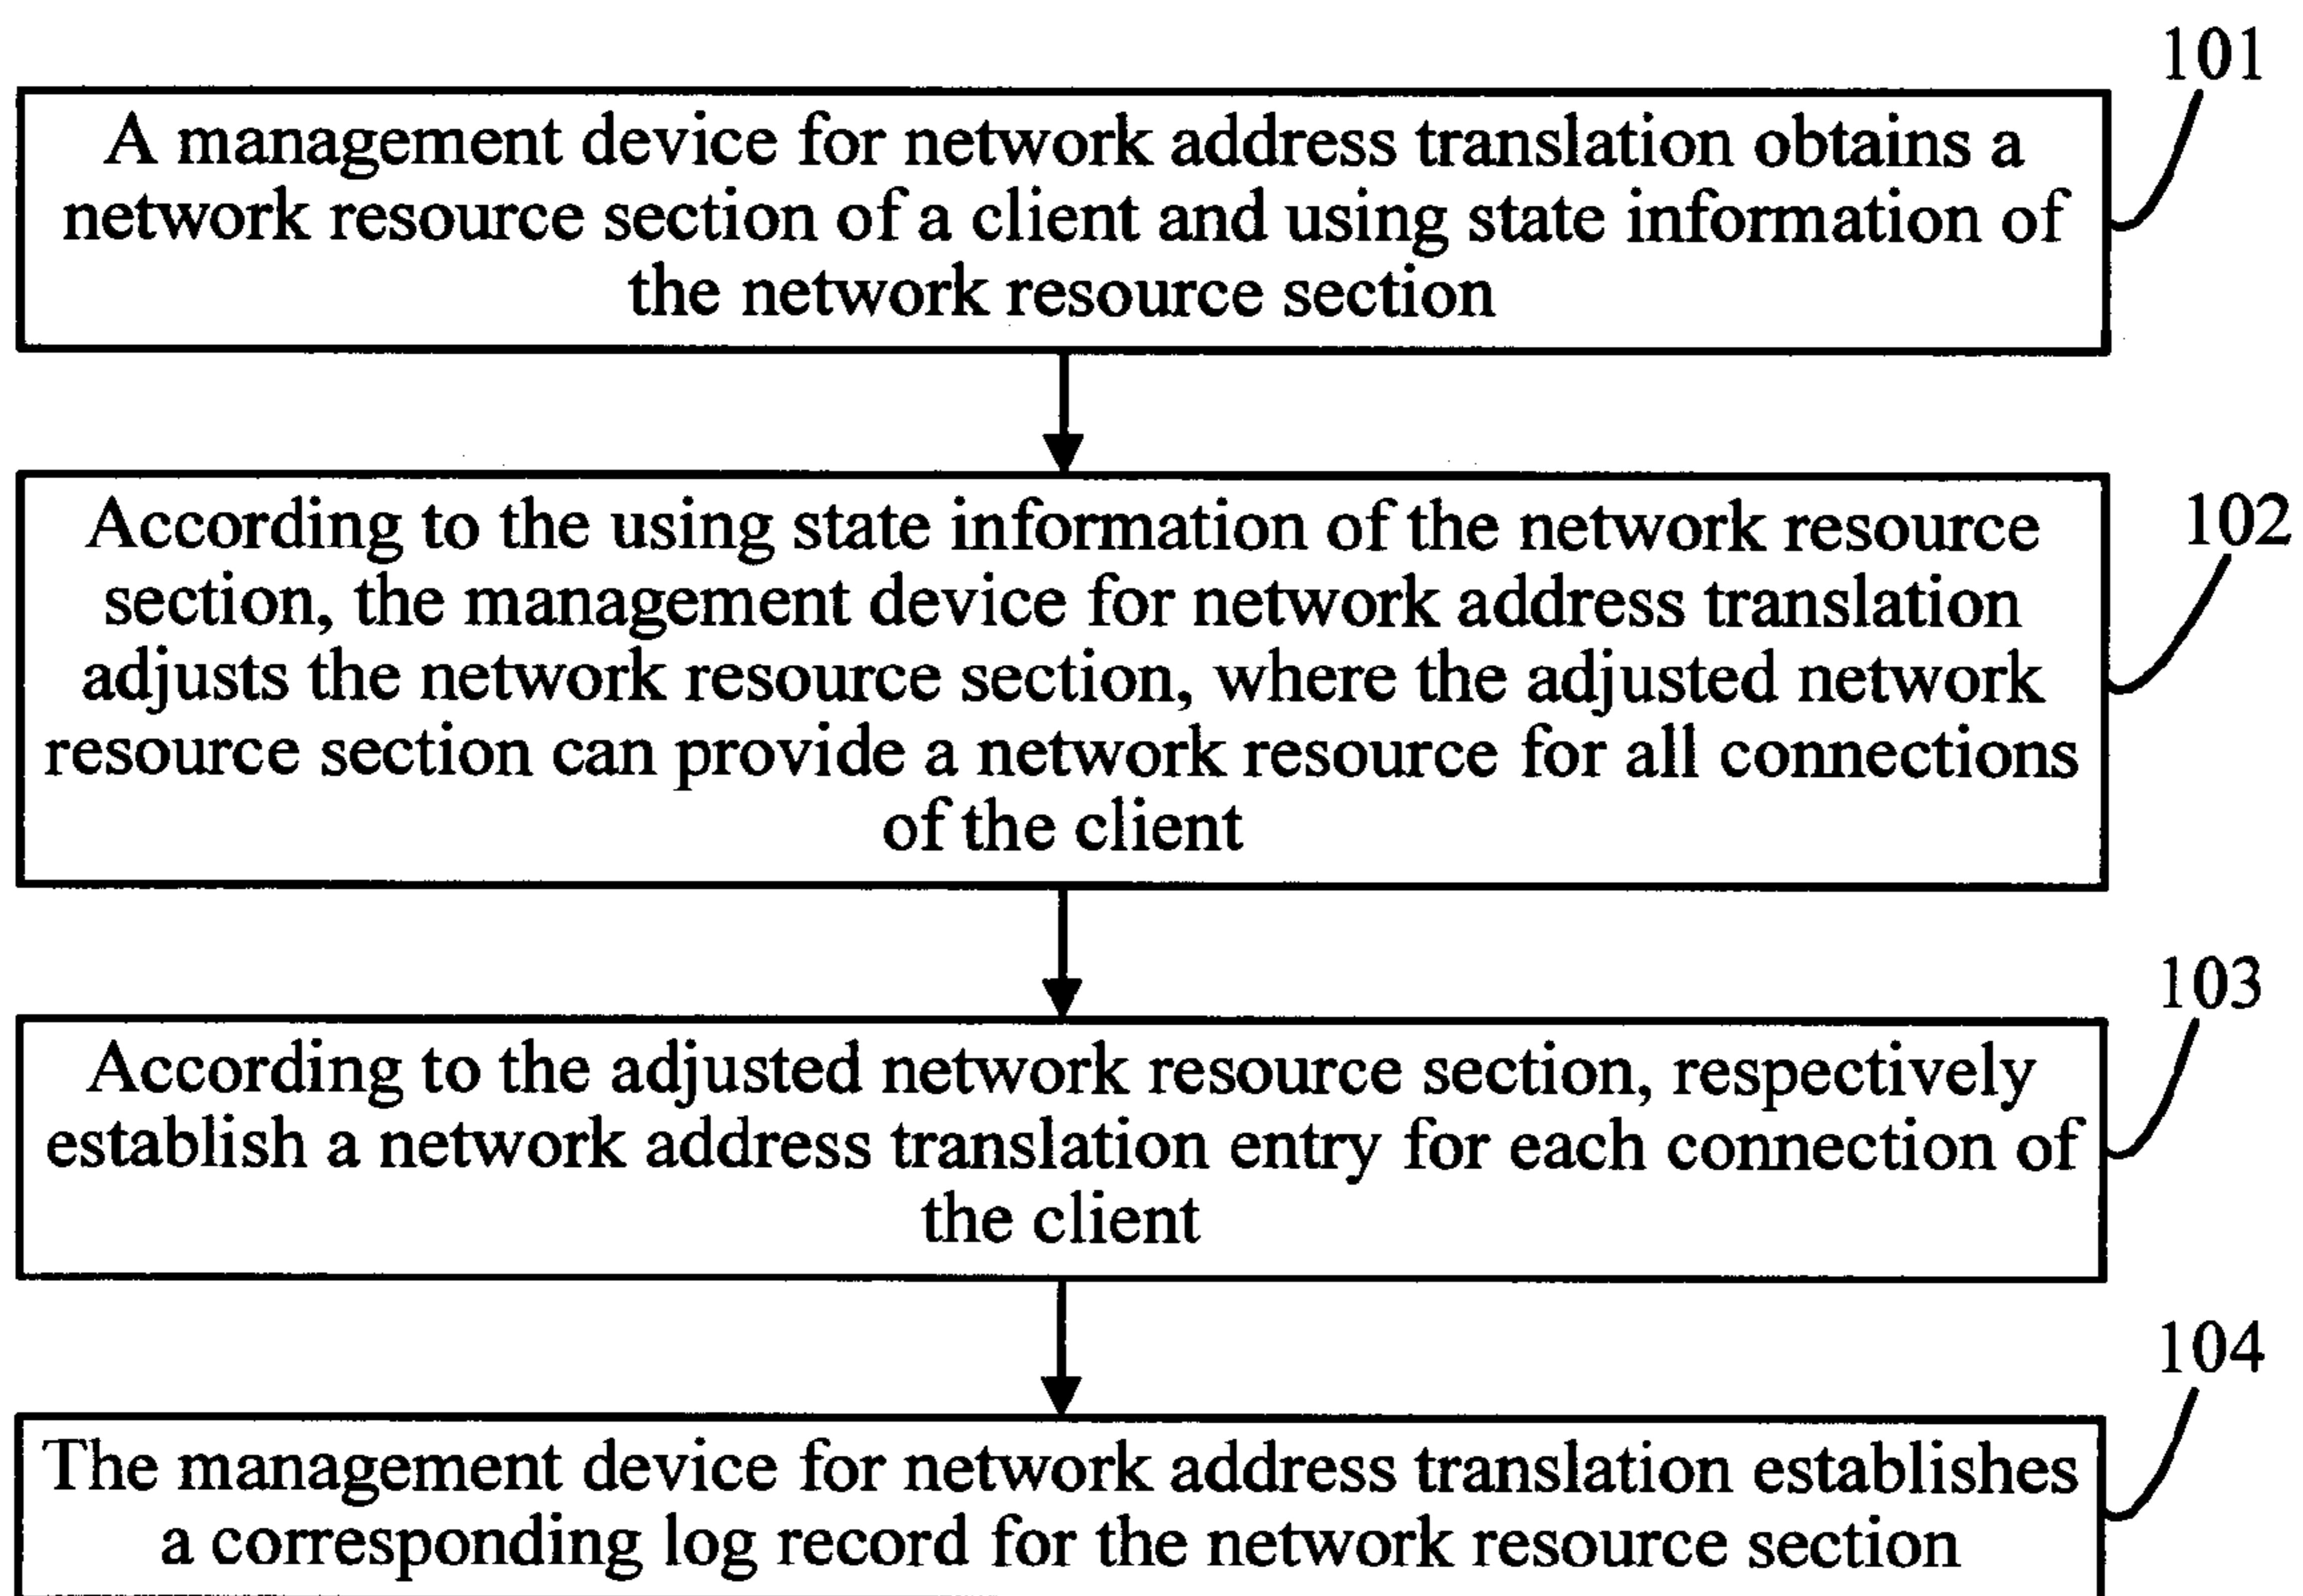 101
A management device for network address translation obtains a
network resource section of a client and using state information of
the network resource section
102
According to the using state information of the network resource
section, the management device for network address translation
adjusts the network resource section, where the adjusted network
resource section can provide a network resource for all connections
of the client
103
According to the adjusted network resource section, respectively
establish a network address translation entry for each connection of
the client
104
The management device for network address translation establishes
a corresponding log record for the network resource section